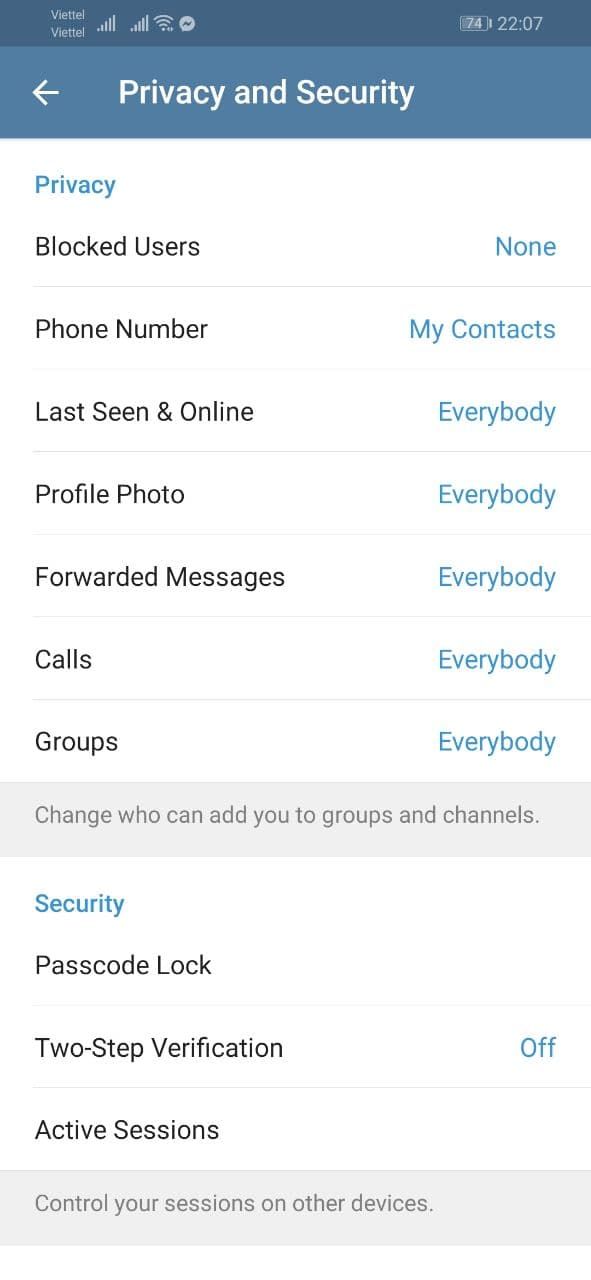 Viettel
Viettel
74 22:07
Privacy and Security
Privacy
Blocked Users None
Phone Number My Contacts
Last Seen & Online Everybody
Profile Photo Everybody
Forwarded Messages Everybody
Calls Everybody
Groups Everybody
Change who can add you to groups and channels.
Security
Passcode Lock
Two-Step Verification Off
Active Sessions
Control your sessions on other devices.